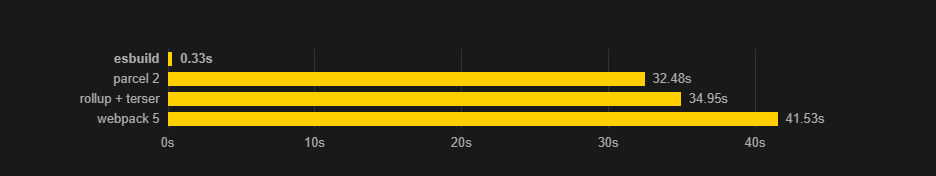 esbuild 0.33s
parcel 2 32.48s
rollup + terser 34.95s
webpack 5 41.53s
0s 10s 20s 30s 40s